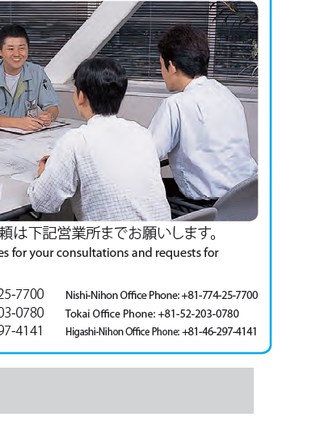 頼は下記営業所までお願いします。
es for your consultations and requests for
25-7700 Nishi-Nihon Office Phone: +81-774-25-7700
03-0780 Tokai Office Phone: +81-52-203-0780
97-4141 Higashi-Nihon Office Phone: +81-46-297-4141